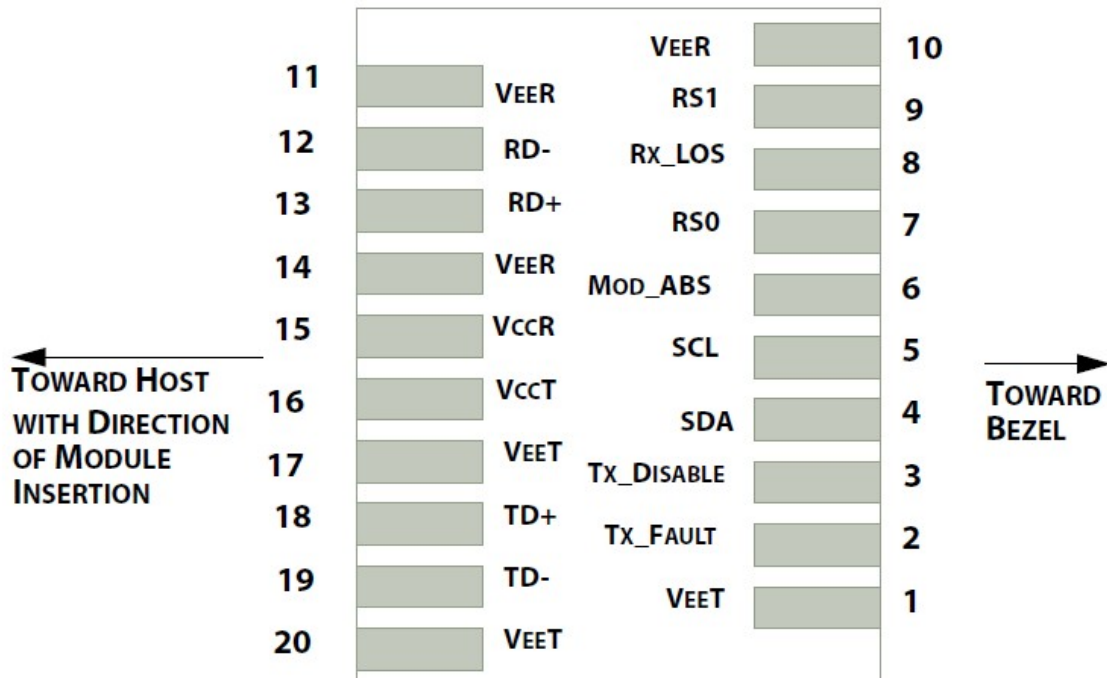 VEER 10
11 VEER
RS1 9
12 RD-
RX_LOS 8
13 RD+
RS0 7
14 VEER
MOD_ABS 6
15 VCCR
SCL 5
16 VCCT
SDA 4
17 VEET
TX_DISABLE 3
18 TD+
TX_FAULT 2
19 TD-
VEET 1
20 VEET
TOWARD HOST
WITH DIRECTION
OF MODULE
INSERTION
TOWARD
BEZEL